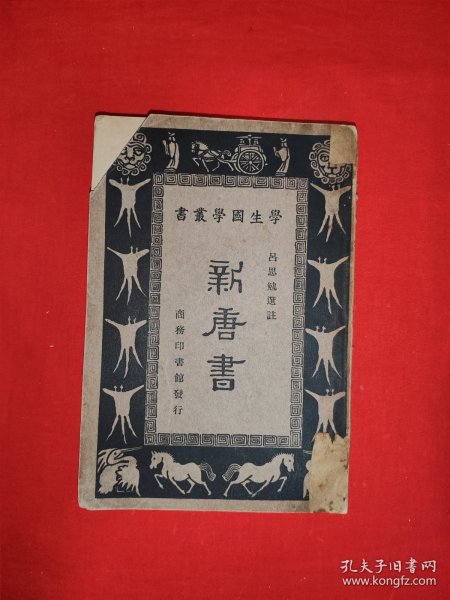 學生國學叢書
呂思勉選註
新唐書
商務印書館發行
孔夫子旧书网
www.kongfz.com